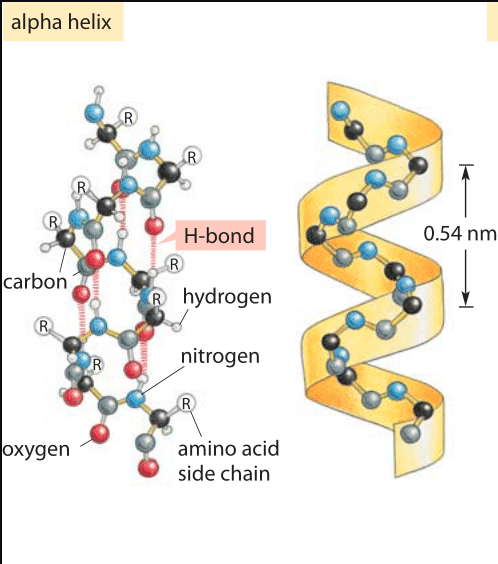 alpha helix
R
R
R
R
H-bond
R
R
carbon
R
hydrogen
R
0.54 nm
nitrogen
R
R
oxygen
amino acid
side chain